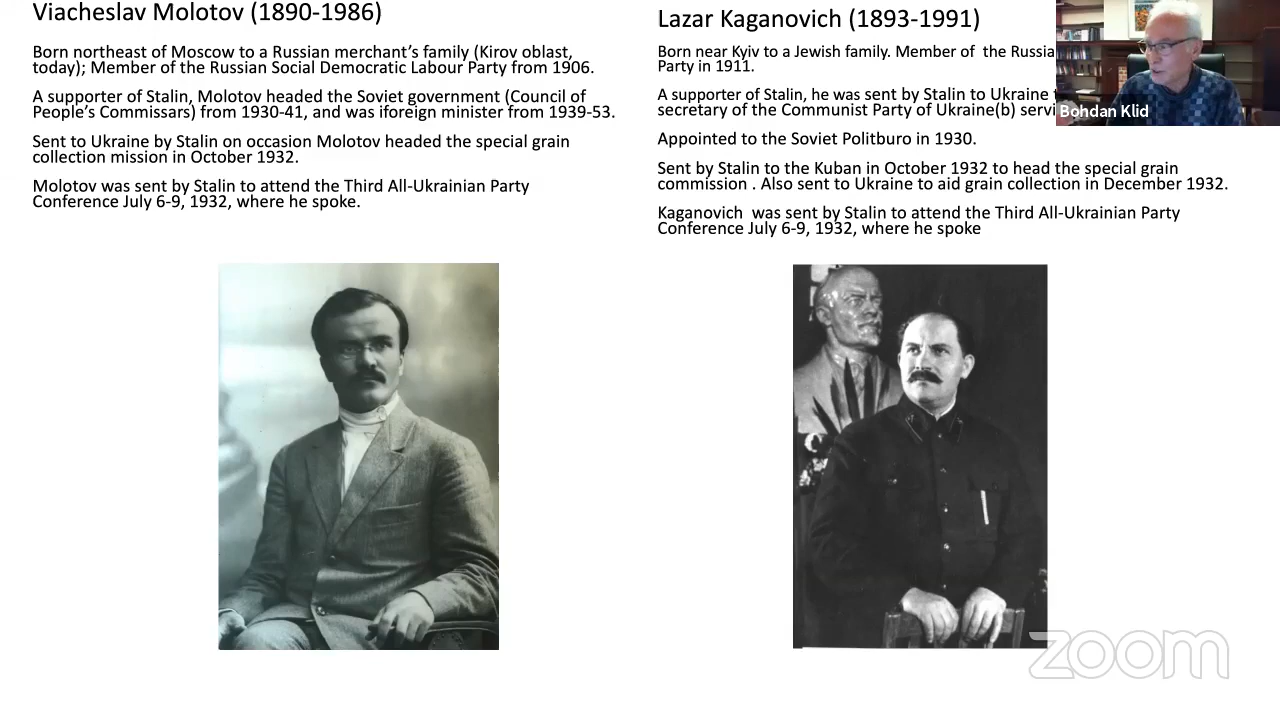 Viacheslav Molotov (1890-1986)
Born northeast of Moscow to a Russian merchant's family (Kirov oblast,
today); Member of the Russian Social Democratic Labour Party from 1906.
A supporter of Stalin, Molotov headed the Soviet government (Council of
People's Commissars) from 1930-41, and was iforeign minister from 1939-53.
Sent to Ukraine by Stalin on occasion Molotov headed the special grain
collection mission in October 1932.
Molotov was sent by Stalin to attend the Third All-Ukrainian Party
Conference July 6-9, 1932, where he spoke.
Lazar Kaganovich (1893-1991)
Born near Kyiv to a Jewish family. Member of the Russia
Party in 1911.
A supporter of Stalin, he was sent by Stalin to Ukraine
secretary of the Communist Party of Ukraine(b) servi
Appointed to the Soviet Politburo in 1930.
Sent by Stalin to the Kuban in October 1932 to head the special grain
commission . Also sent to Ukraine to aid grain collection in December 1932.
Kaganovich was sent by Stalin to attend the Third All-Ukrainian Party
Conference July 6-9, 1932, where he spoke
Bohdan Klid
zoom